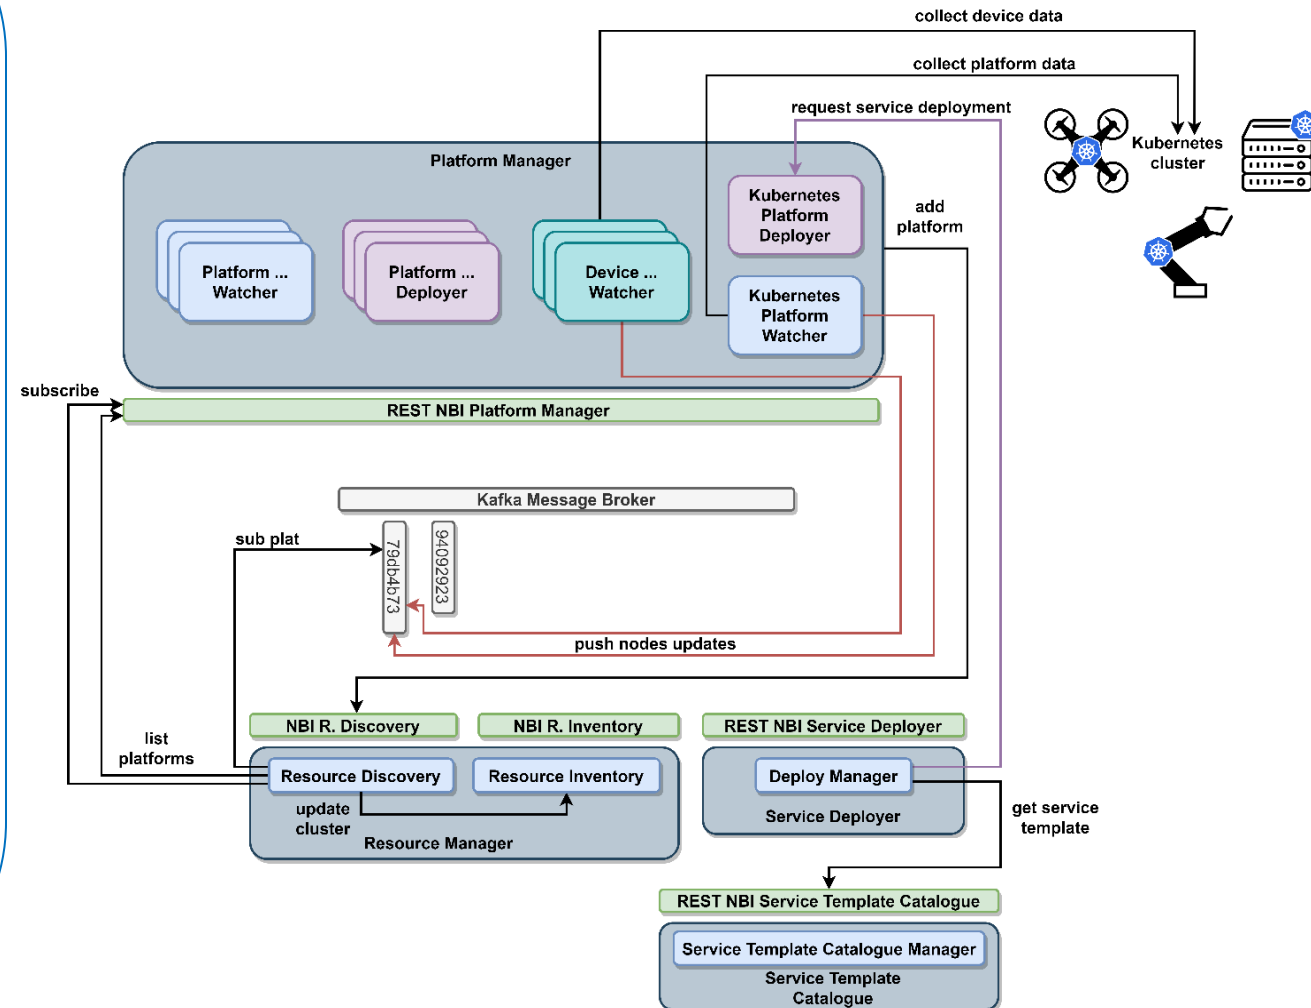 collect device data
collect platform data
request service deployment
Kubernetes
cluster
Platform Manager
Kubernetes
Platform
Deployer
add
platform
Platform ...
Watcher
Platform ...
Deployer
Device ...
Watcher
Kubernetes
Platform
Watcher
subscribe
REST NBI Platform Manager
Kafka Message Broker
sub plat
79db4b73
94092923
push nodes updates
NBI R. Discovery
NBI R. Inventory
REST NBI Service Deployer
list
platforms
Resource Discovery
Resource Inventory
Deploy Manager
update
cluster
Service Deployer
get service
template
Resource Manager
REST NBI Service Template Catalogue
Service Template Catalogue Manager
Service Template
Catalogue